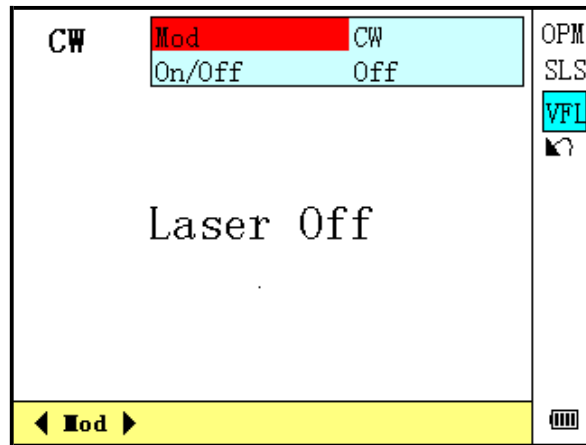 CW
Mod CW
On/Off Off
Laser Off
Mod
OPM
SLS
VFL